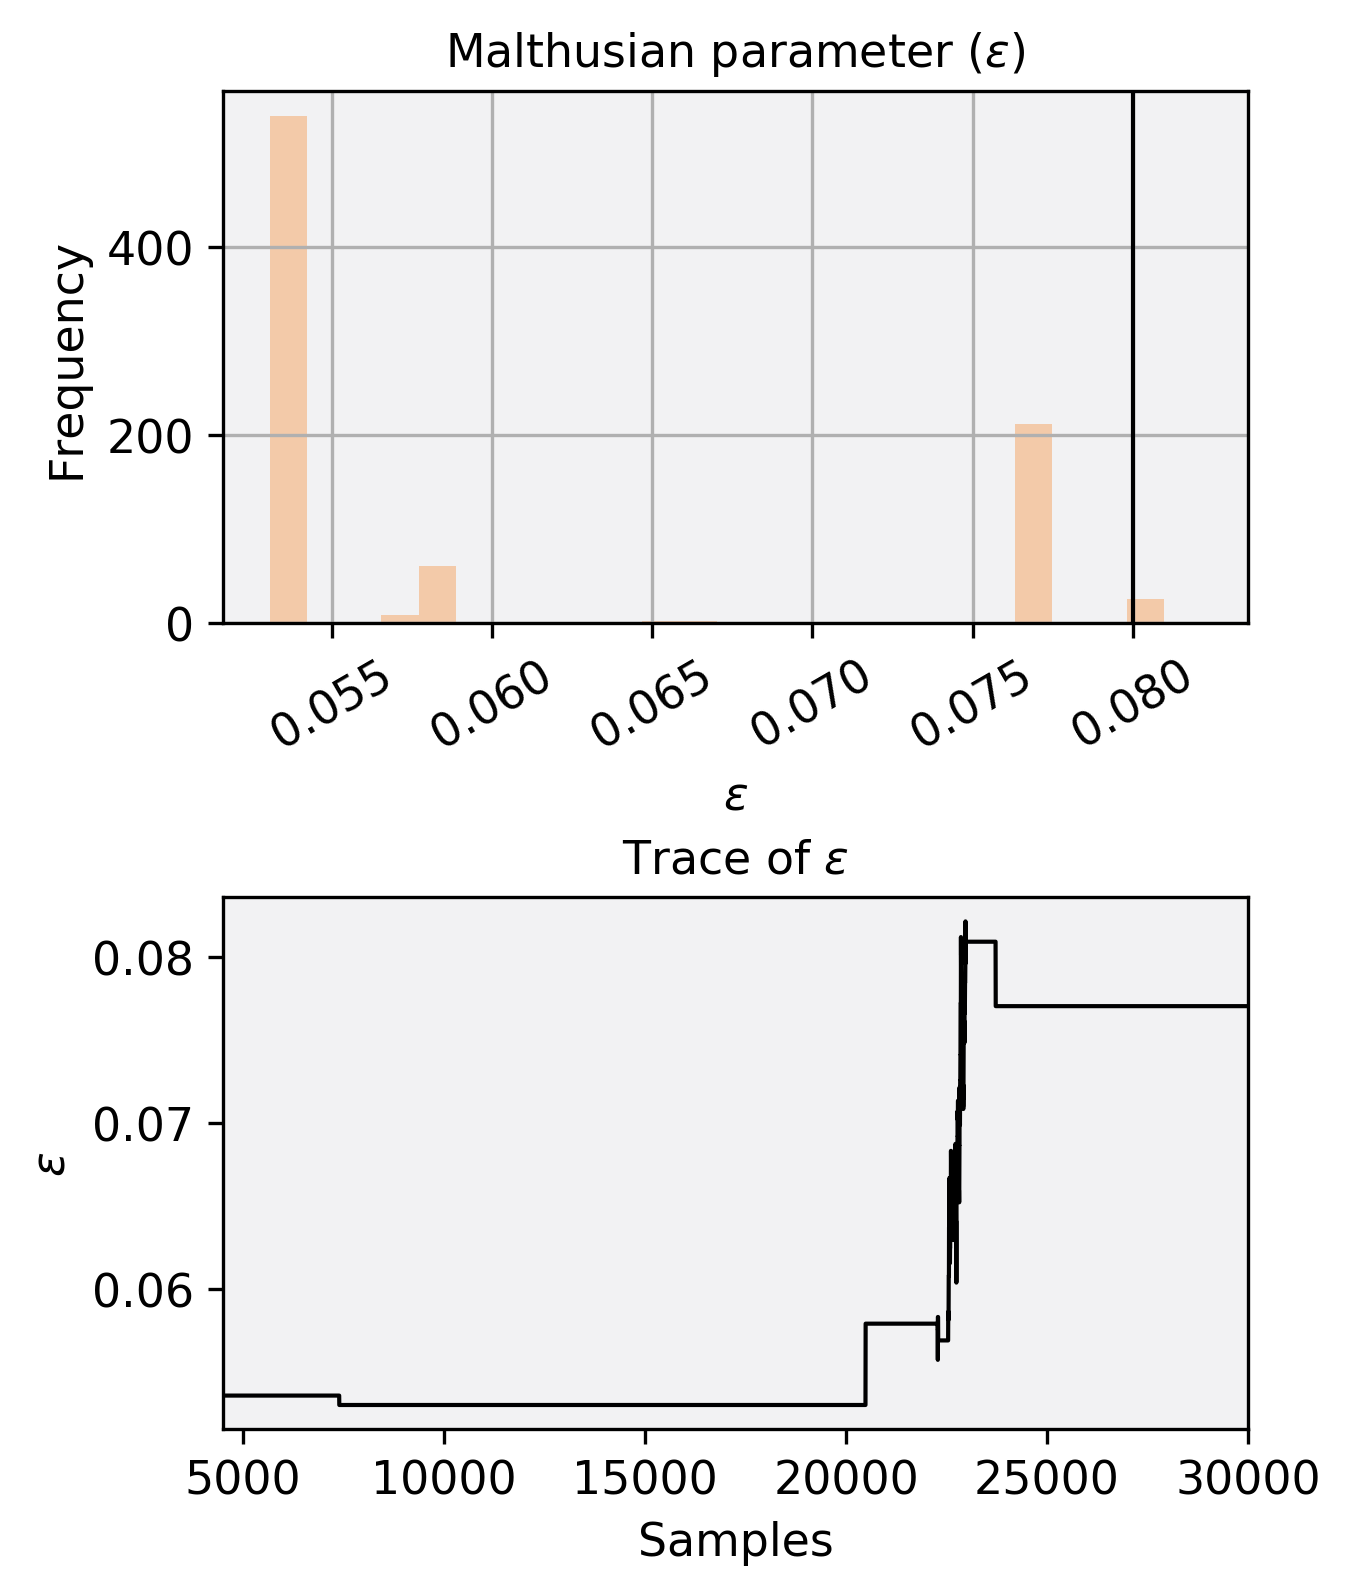 Malthusian parameter (ε)
Frequency
400
200
0
0.055 0.060 0.065 0.070 0.075 0.080
ε
Trace of ε
ε
0.08
0.07
0.06
5000 10000 15000 20000 25000 30000
Samples